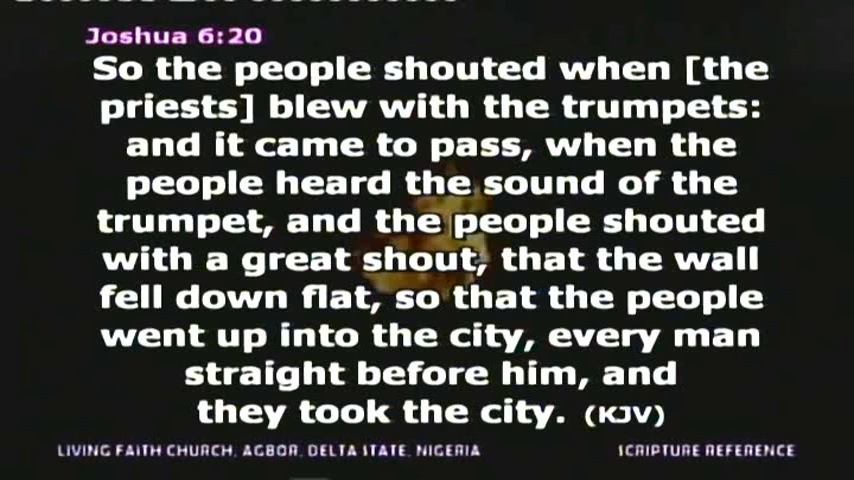 Joshua 6:20
So the people shouted when [the
priests] blew with the trumpets:
and it came to pass, when the
people heard the sound of the
trumpet, and the people shouted
with a great shout, that the wall
fell down flat, so that the people
went up into the city, every man
straight before him, and
they took the city. (KJV)
LIVING FAITH CHURCH, AGBOR, DELTA STATE, NIGERIA
SCRIPTURE REFERENCE